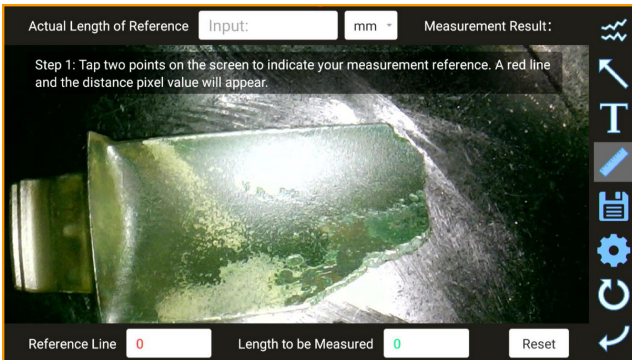 Actual Length of Reference Input: mm Measurement Result:
Step 1: Tap two points on the screen to indicate your measurement reference. A red line
and the distance pixel value will appear.
T
Reference Line 0 Length to be Measured 0 Reset